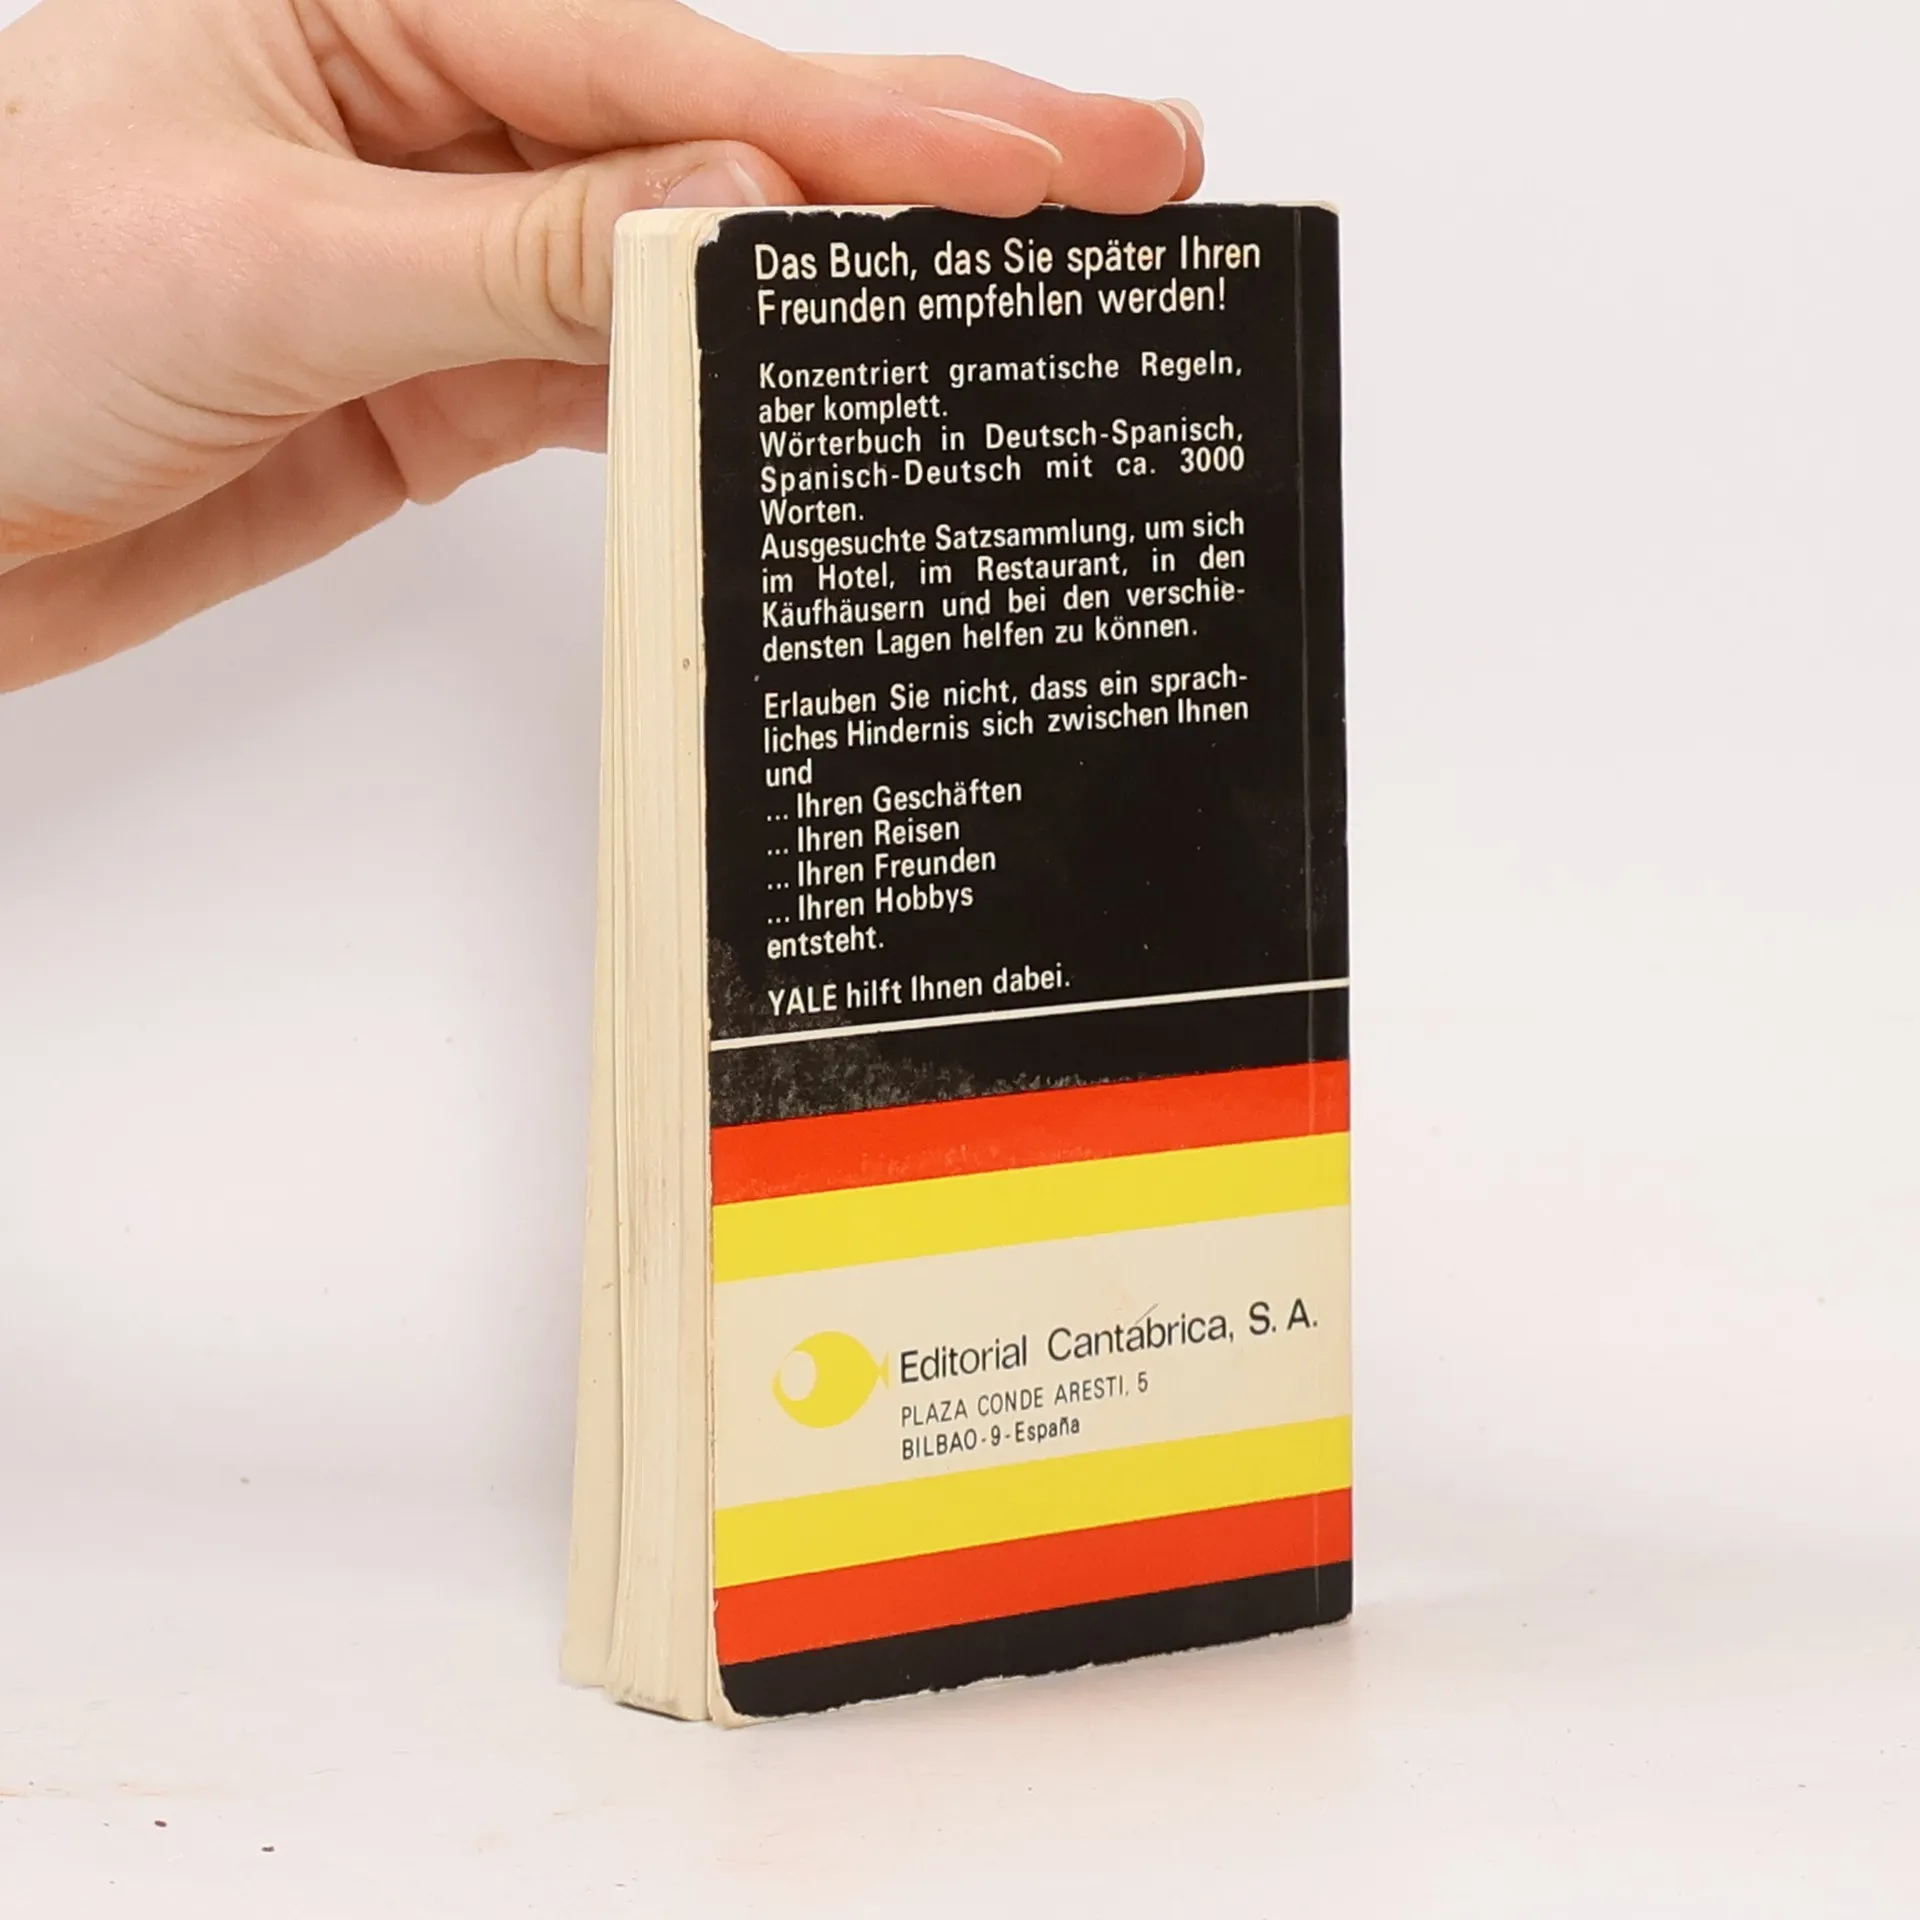 Das Buch, das Sie später Ihren
Freunden empfehlen werden!
Konzentriert gramatische Regeln,
aber komplett.
Wörterbuch in Deutsch-Spanisch,
Spanisch-Deutsch mit ca. 3000
Worten.
Ausgesuchte Satzsammlung, um sich
im Hotel, im Restaurant, in den
Käufhäusern und bei den verschie-
densten Lagen helfen zu können.
Erlauben Sie nicht, dass ein sprach-
liches Hindernis sich zwischen Ihnen
und
... Ihren Geschäften
... Ihren Reisen
... Ihren Freunden
... Ihren Hobbys
entsteht.
YALE hilft Ihnen dabei.
Editorial Cantábrica, S. A.
PLAZA CONDE ARESTI, 5
BILBAO - 9 - España